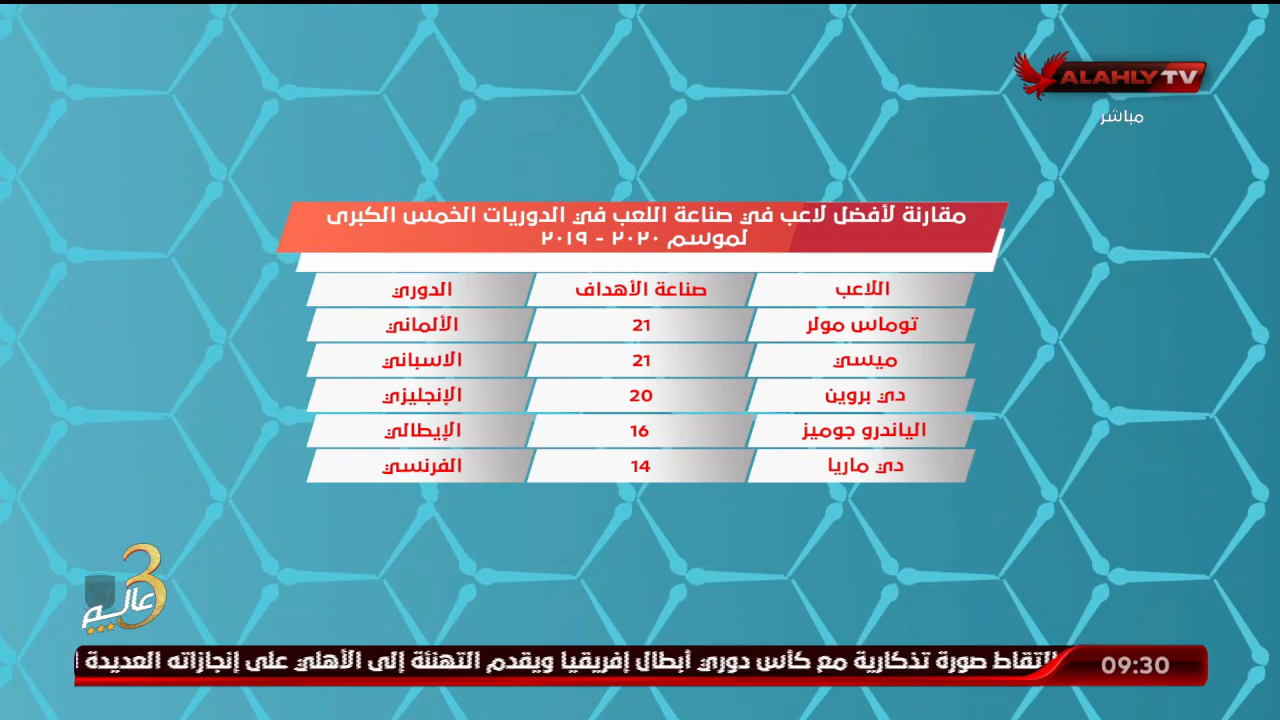 ALAHLY TV
مباشر
مقارنة لأفضل لاعب في صناعة اللعب في الدوريات الخمس الكبرى
لموسم ٢٠٢٠ - ٢٠١٩
اللاعب صناعة الأهداف الدوري
توماس مولر 21 الألماني
ميسي 21 الاسباني
دي بروين 20 الإنجليزي
الياندرو جوميز 16 الإيطالي
دي ماريا 14 الفرنسي
3 عالم
09:30 التقاط صورة تذكارية مع كأس دوري أبطال إفريقيا ويقدم التهنئة إلى الأهلي على إنجازاته العديدة